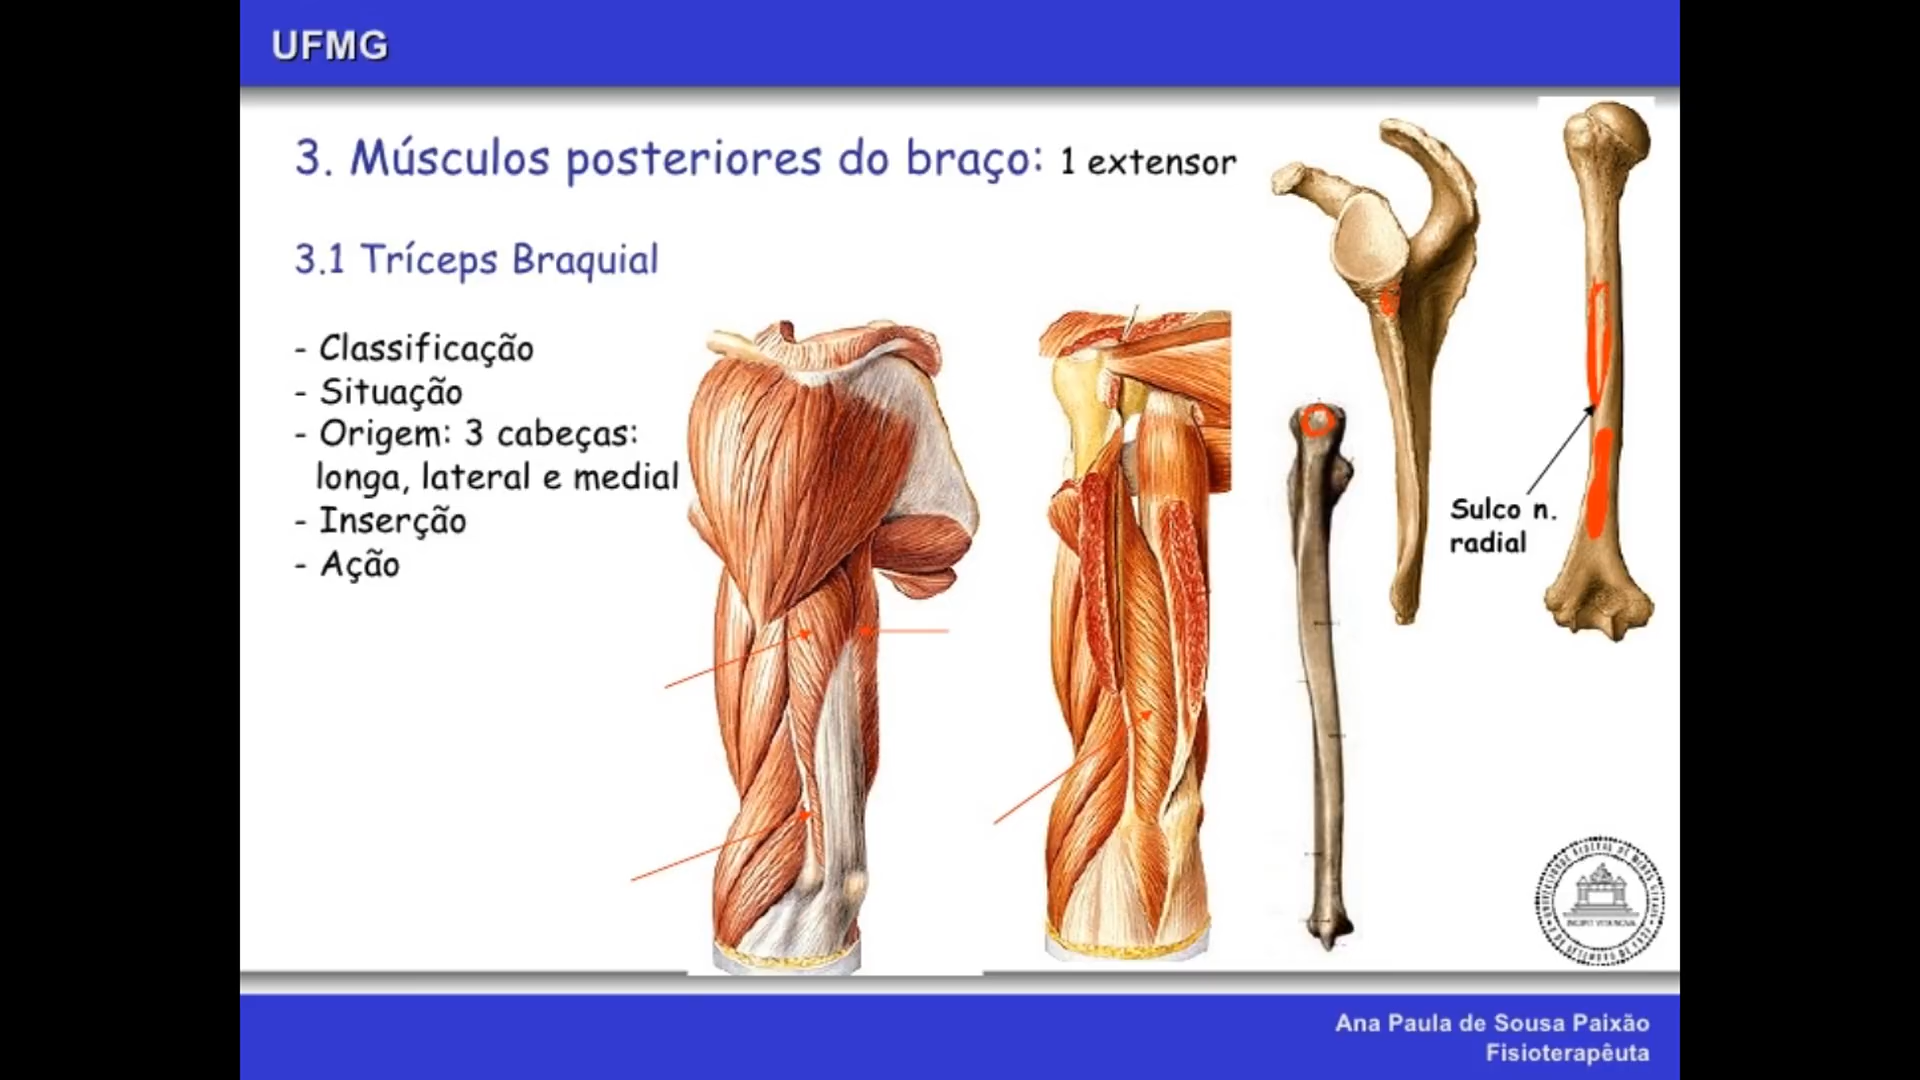 UFMG
3. Músculos posteriores do braço: 1 extensor
3.1 Tríceps Braquial
- Classificação
- Situação
- Origem: 3 cabeças:
longa, lateral e medial
- Inserção
- Ação
Sulco n.
radial
Ana Paula de Sousa Paixão
Fisioterapêuta